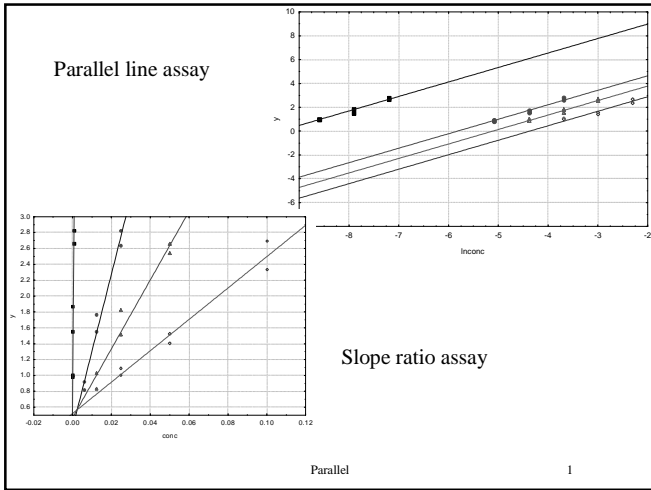 Parallel line assay
10
8
6
4
2
0
-2
-4
-6
y
-8 -7 -6 -5 -4 -3 -2
lnconc
3.0
2.8
2.6
2.4
2.2
2.0
1.8
1.6
1.4
1.2
1.0
0.8
0.6
y
-0.02 0.00 0.02 0.04 0.06 0.08 0.10 0.12
conc
Slope ratio assay
Parallel 1